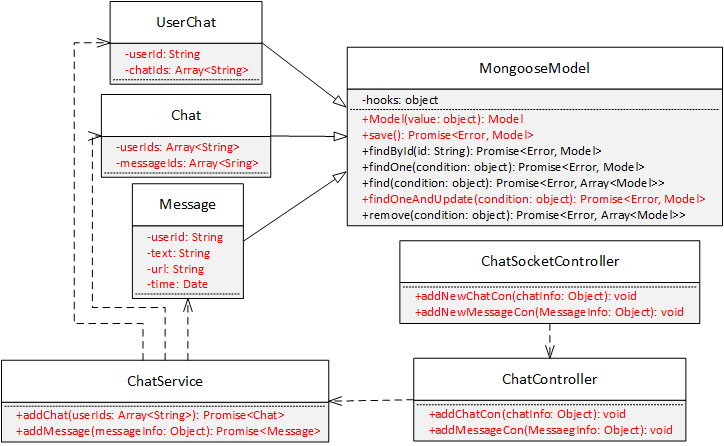 UserChat
-userId: String
-chatIds: Array<String>
Chat
-userIds: Array<String>
-messageIds: Array<Sring>
Message
-userId: String
-text: String
-url: String
-time: Date
MongooseModel
-hooks: object
+Model(value: object): Model
+save(): Promise<Error, Model>
+findById(id: String): Promise<Error, Model>
+findOne(condition: object): Promise<Error, Model>
+find(condition: object): Promise<Error, Array<Model>>
+findOneAndUpdate(condition: object): Promise<Error, Model>
+remove(condition: object): Promise<Error, Array<Model>>
ChatSocketController
+addNewChatCon(chatInfo: Object): void
+addNewMessageCon(MessageInfo: Object): void
ChatService
+addChat(userIds: Array<String>): Promise<Chat>
+addMessage(messageInfo: Object): Promise<Message>
ChatController
+addChatCon(chatInfo: Object): void
+addMessageCon(MessaegInfo: Object): void